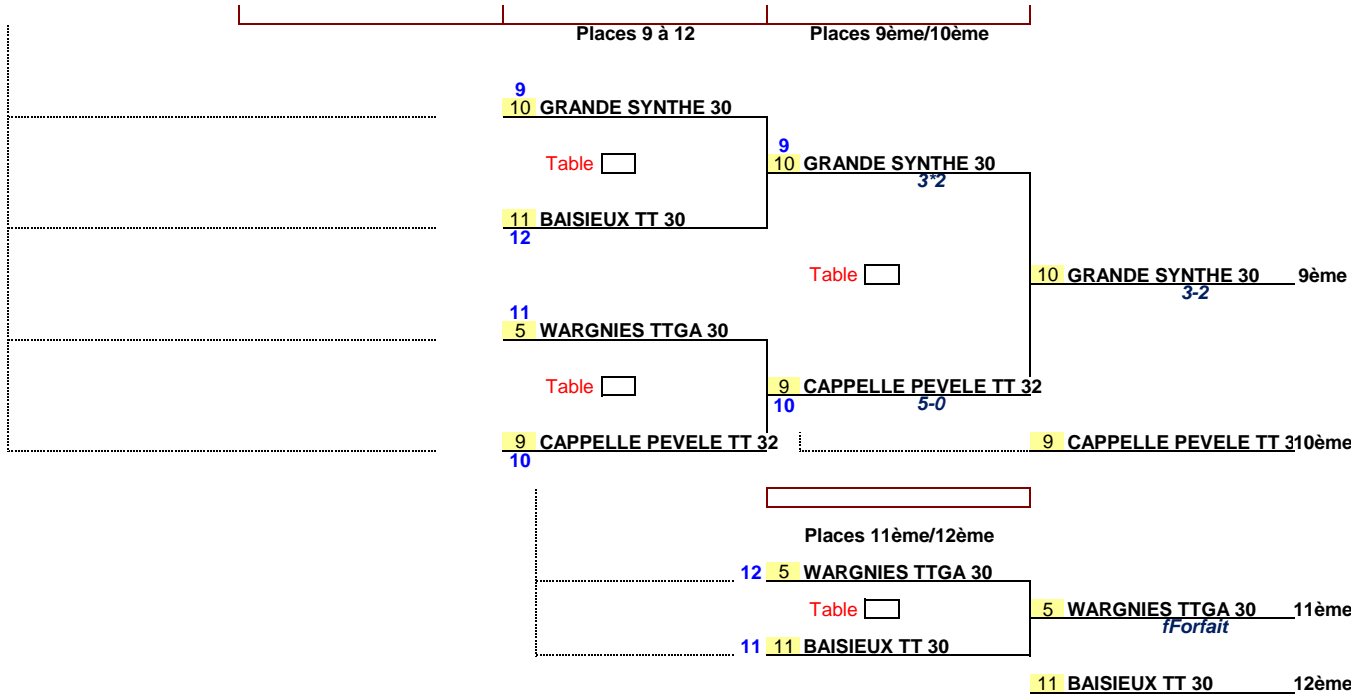 Places 9 à 12 Places 9ème/10ème
9
10 GRANDE SYNTHE 30
Table
9
10 GRANDE SYNTHE 30
3*2
11 BAISIEUX TT 30
12
Table
10 GRANDE SYNTHE 30 9ème
3-2
11
5 WARGNIES TTGA 30
Table
9 CAPPELLE PEVELE TT 32
10 5-0
9 CAPPELLE PEVELE TT 32
10
9 CAPPELLE PEVELE TT 3 10ème
Places 11ème/12ème
12 5 WARGNIES TTGA 30
Table
5 WARGNIES TTGA 30 11ème
fForfait
11 11 BAISIEUX TT 30
11 BAISIEUX TT 30 12ème